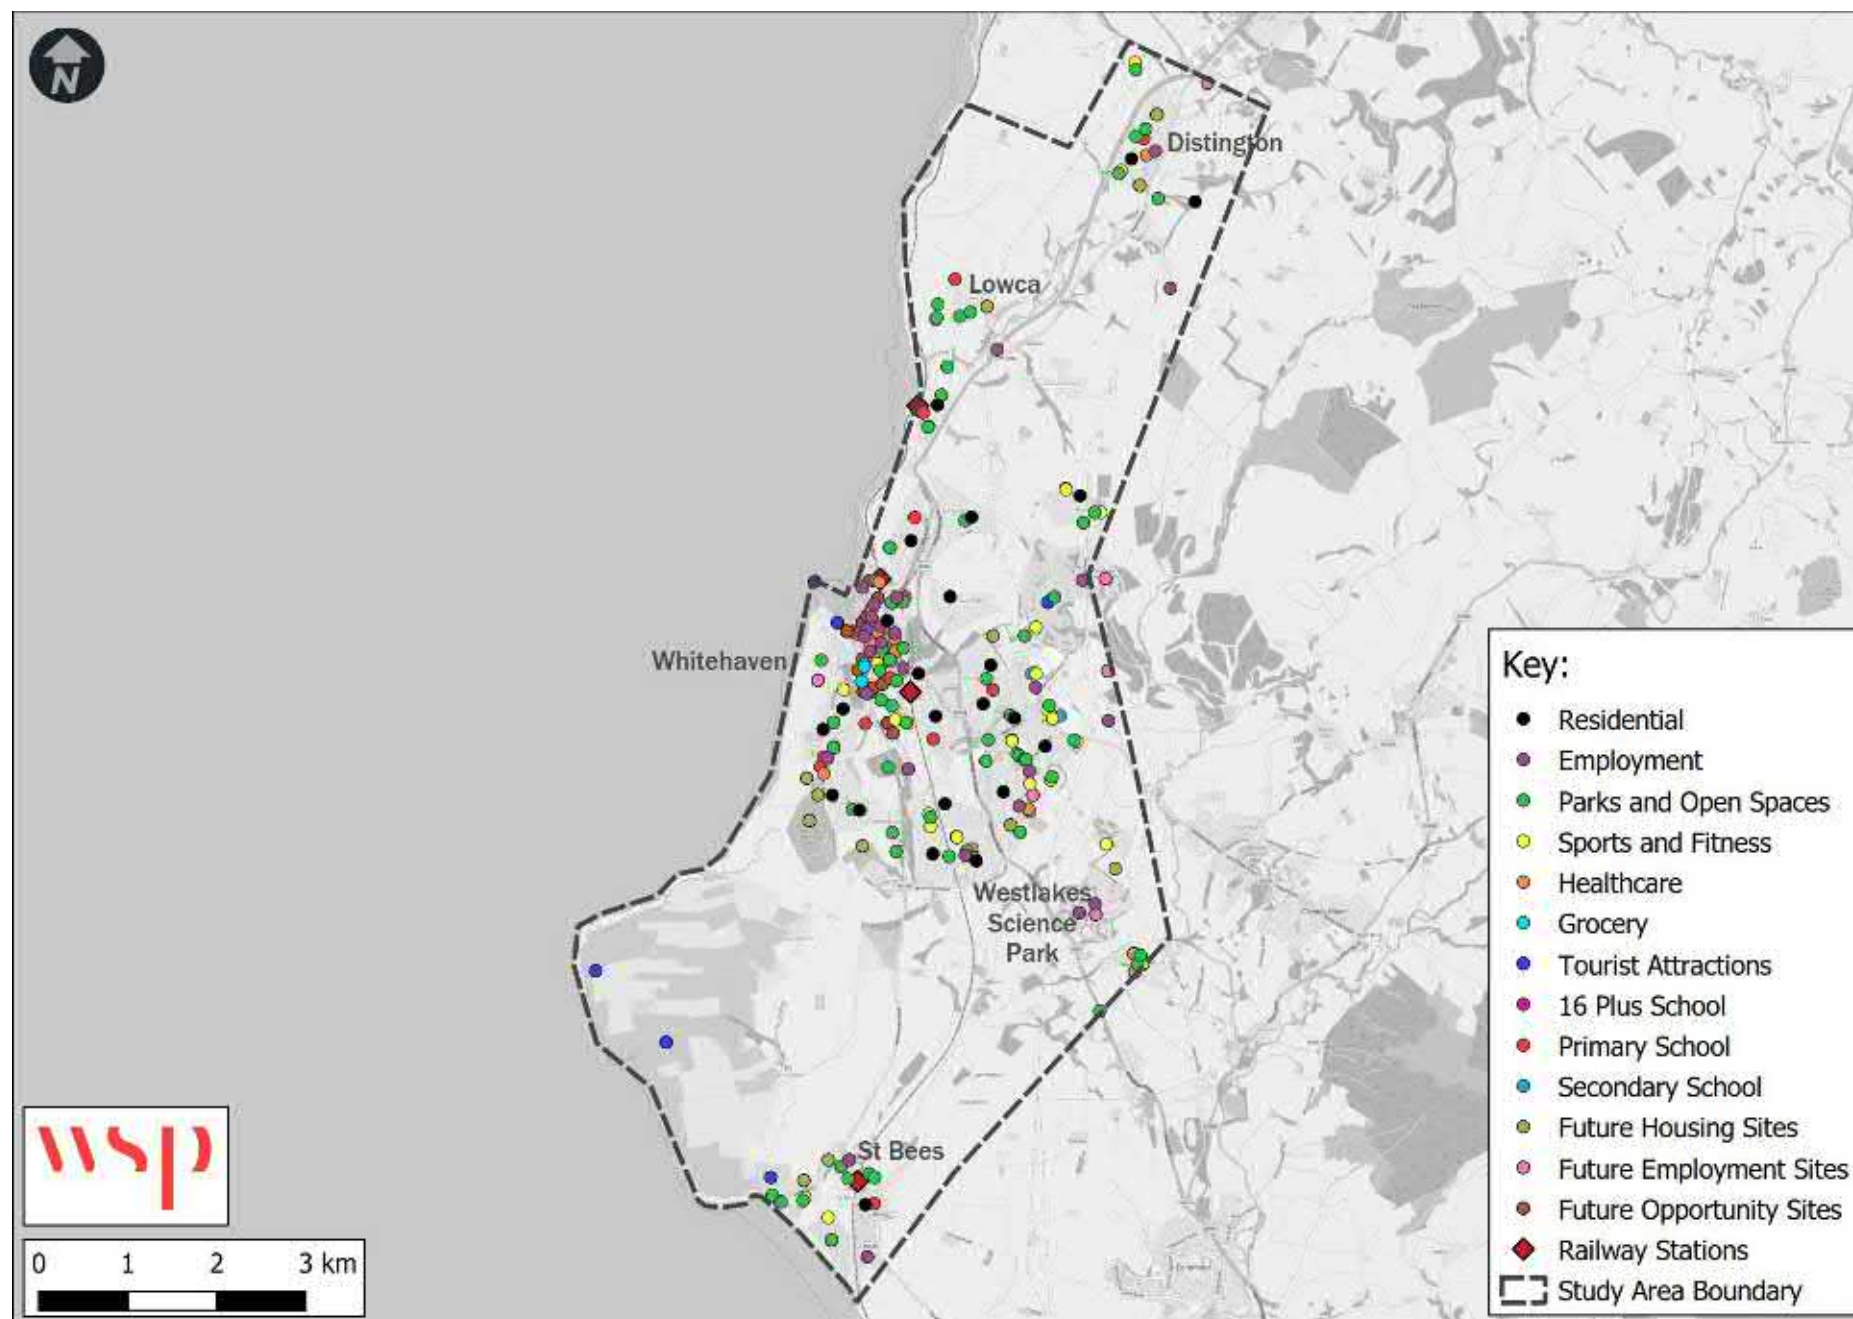 N
Distington
Lowca
Whitehaven
Westlakes
Science
Park
St Bees
wsp
0 1 2 3 km
Key:
Residential
Employment
Parks and Open Spaces
Sports and Fitness
Healthcare
Grocery
Tourist Attractions
16 Plus School
Primary School
Secondary School
Future Housing Sites
Future Employment Sites
Future Opportunity Sites
Railway Stations
Study Area Boundary